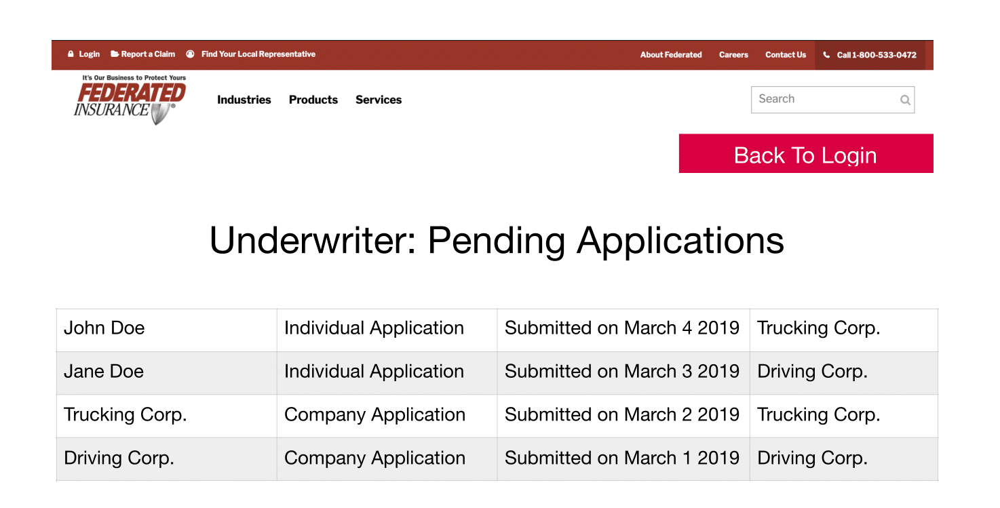 Login Report a Claim Find Your Local Representative About Federated Careers Contact Us Call 1-800-533-0472
It's Our Business to Protect Yours
FEDERATED
INSURANCE®
Industries Products Services Search
Back To Login
Underwriter: Pending Applications
John Doe Individual Application Submitted on March 4 2019 Trucking Corp.
Jane Doe Individual Application Submitted on March 3 2019 Driving Corp.
Trucking Corp. Company Application Submitted on March 2 2019 Trucking Corp.
Driving Corp. Company Application Submitted on March 1 2019 Driving Corp.